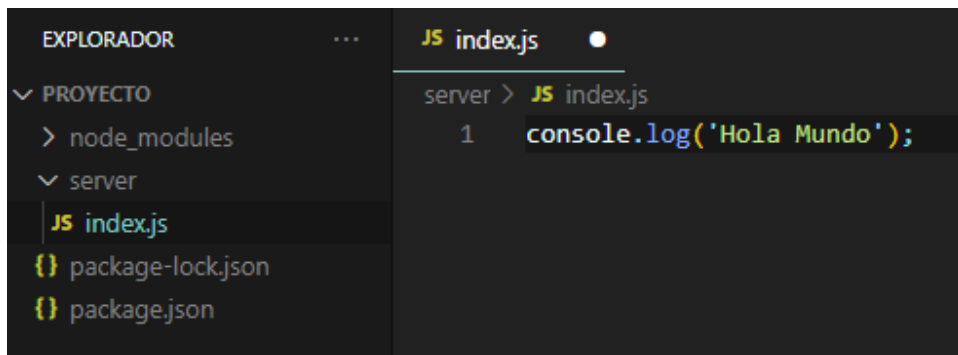 EXPLORADOR ...
PROYECTO
node_modules
server
JS index.js
{} package-lock.json
{} package.json
JS index.js
server > JS index.js
1 console.log('Hola Mundo');